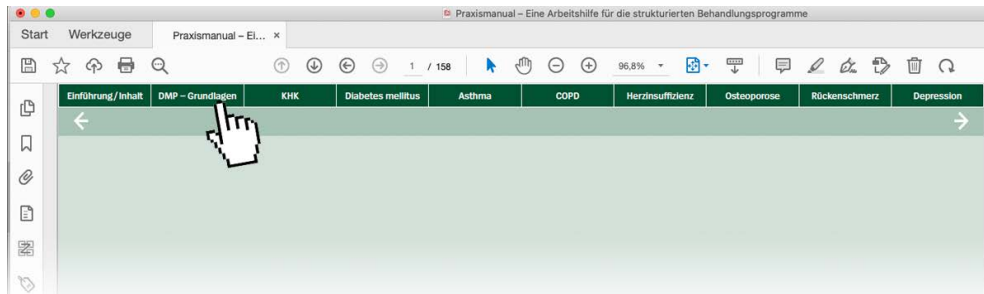 Praxismanual – Eine Arbeitshilfe für die strukturierten Behandlungsprogramme
Start Werkzeuge Praxismanual – Ei... ×
1 / 158 96,8%
Einführung/Inhalt DMP – Grundlagen KHK Diabetes mellitus Asthma COPD Herzinsuffizienz Osteoporose Rückenschmerz Depression